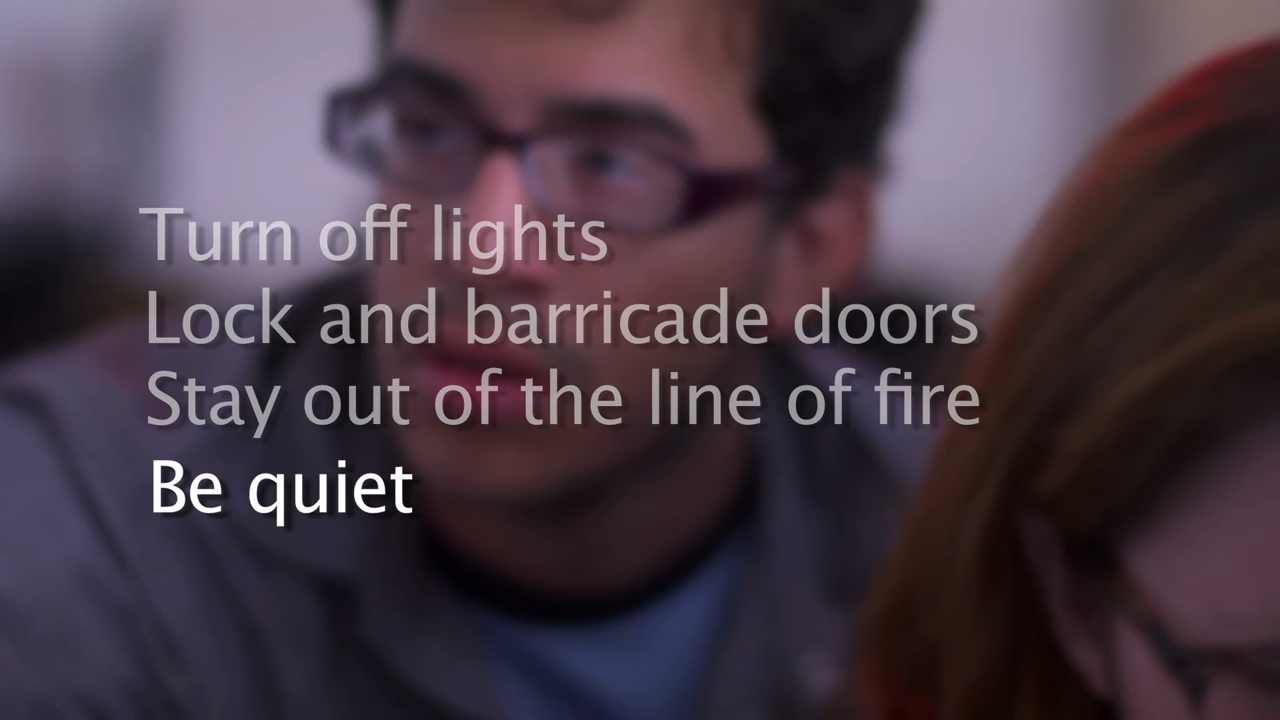 Turn off lights
Lock and barricade doors
Stay out of the line of fire
Be quiet